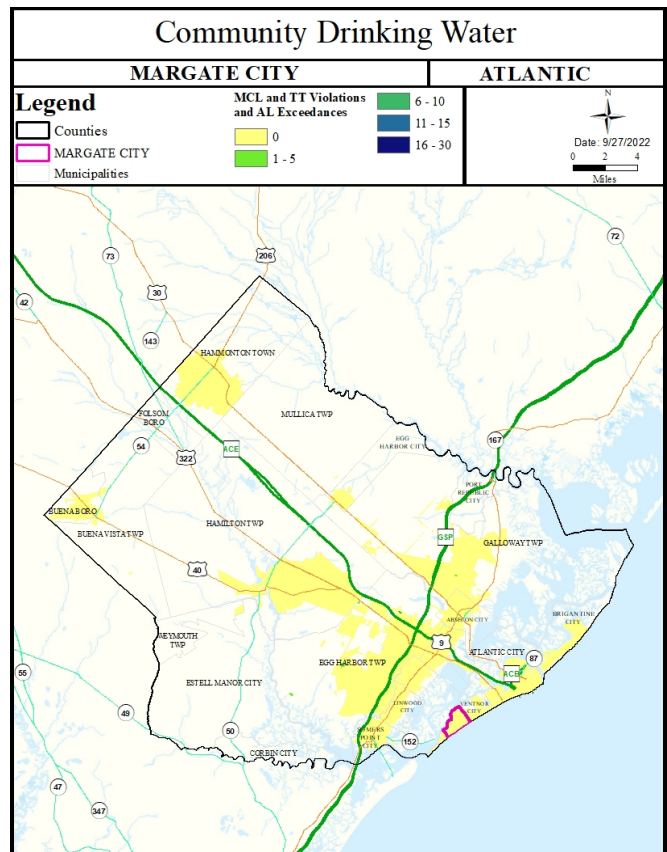 Community Drinking Water
MARGATE CITY
ATLANTIC
Legend
Counties
MARGATE CITY
Municipalities
MCL and TT Violations
and AL Exceedances
0
1 - 5
6 - 10
11 - 15
16 - 30
N
Date: 9/27/2022
0 2 4
Miles
72
73
206
30
42
143
HAMMONTON TOWN
FOLSOM
BORO
MULLICA TWP
EGG
HARBOR CITY
167
54
322
ACE
PORT
REPUBLIC
CITY
BUENA BORO
HAMILTON TWP
BUENA VISTA TWP
GSP
GALLOWAY TWP
40
BRIGANTINE
CITY
ABSECON CITY
WEYMOUTH
TWP
9
ATLANTIC CITY
87
EGG HARBOR TWP
ACE
55
ESTELL MANOR CITY
LINWOOD
CITY
VENTNOR
CITY
49
50
SOMERS
POINT
CITY
152
CORBIN CITY
47
347